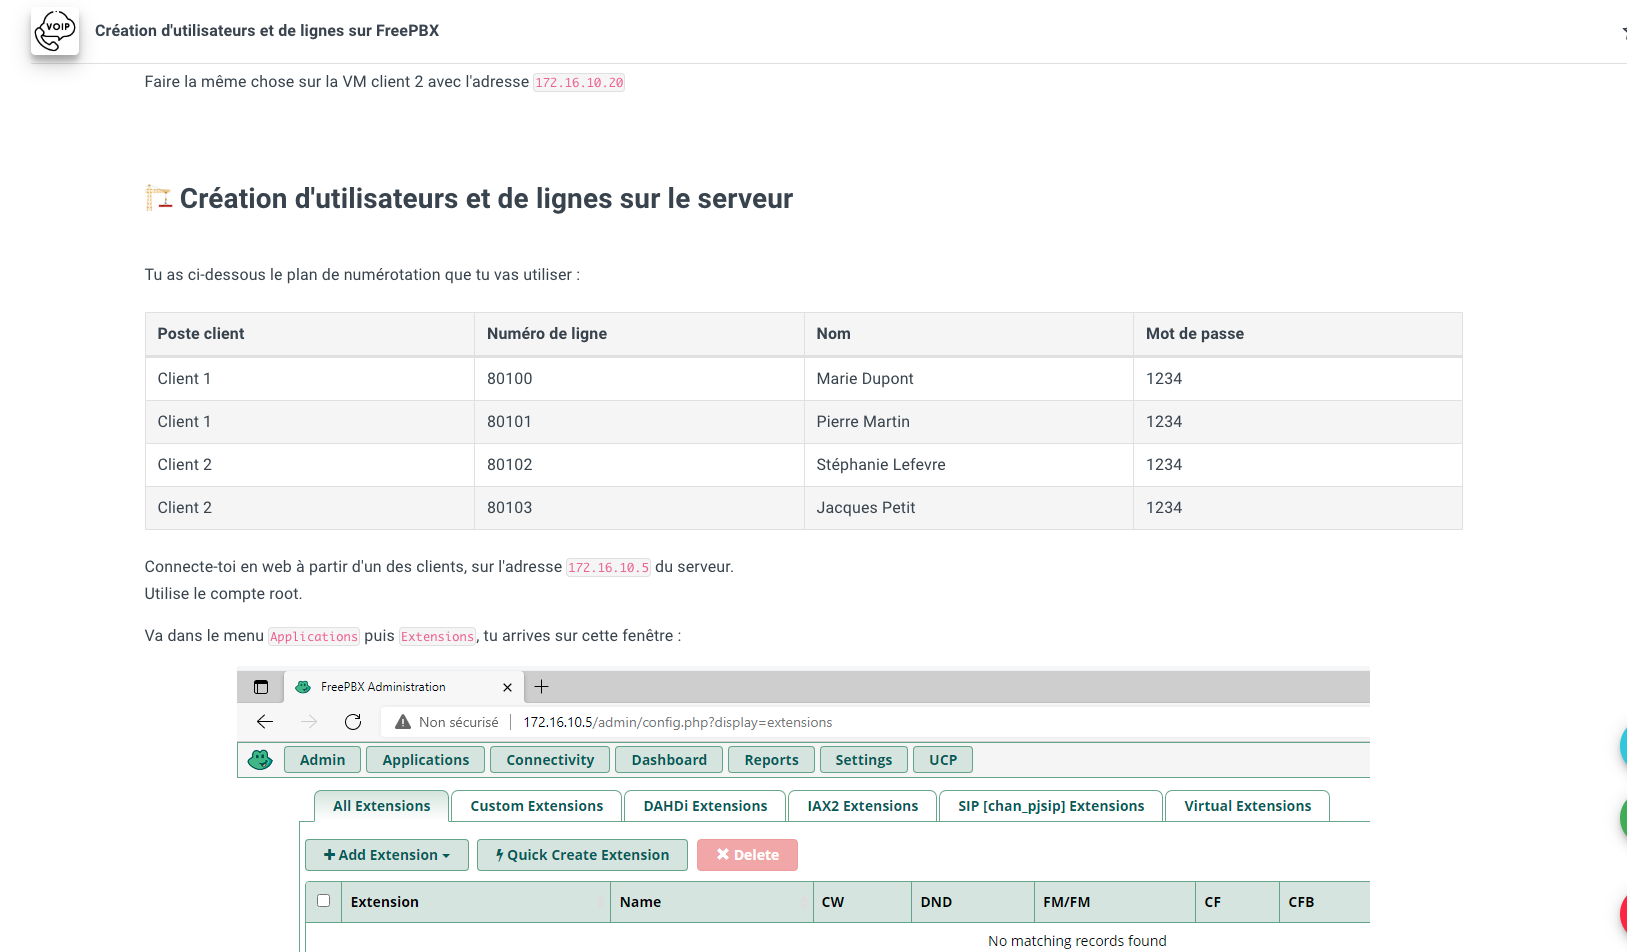 VOIP
Création d'utilisateurs et de lignes sur FreePBX
Faire la même chose sur la VM client 2 avec l'adresse 172.16.10.20
Création d'utilisateurs et de lignes sur le serveur
Tu as ci-dessous le plan de numérotation que tu vas utiliser :
Poste client Numéro de ligne Nom Mot de passe
Client 1 80100 Marie Dupont 1234
Client 1 80101 Pierre Martin 1234
Client 2 80102 Stéphanie Lefevre 1234
Client 2 80103 Jacques Petit 1234
Connecte-toi en web à partir d'un des clients, sur l'adresse 172.16.10.5 du serveur.
Utilise le compte root.
Va dans le menu Applications puis Extensions, tu arrives sur cette fenêtre :
FreePBX Administration
Non sécurisé 172.16.10.5/admin/config.php?display=extensions
Admin Applications Connectivity Dashboard Reports Settings UCP
All Extensions Custom Extensions DAHDi Extensions IAX2 Extensions SIP [chan_pjsip] Extensions Virtual Extensions
Add Extension Quick Create Extension Delete
Extension Name CW DND FM/FM CF CFB
No matching records found